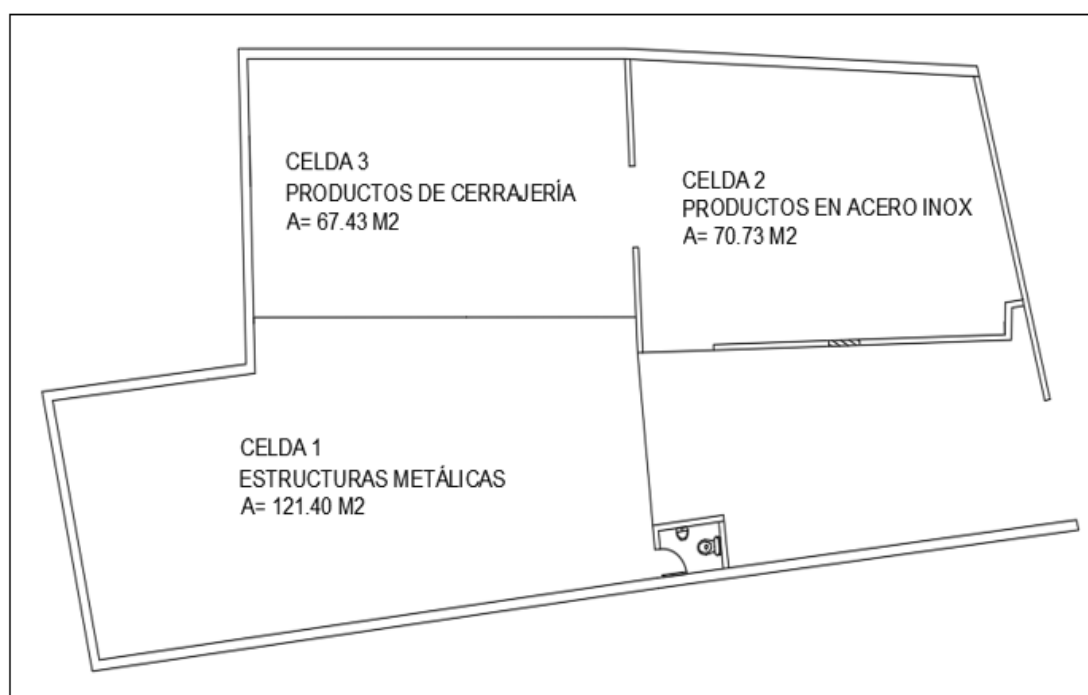 CELDA 3
PRODUCTOS DE CERRAJERÍA
A= 67.43 M2
CELDA 2
PRODUCTOS EN ACERO INOX
A= 70.73 M2
CELDA 1
ESTRUCTURAS METÁLICAS
A= 121.40 M2